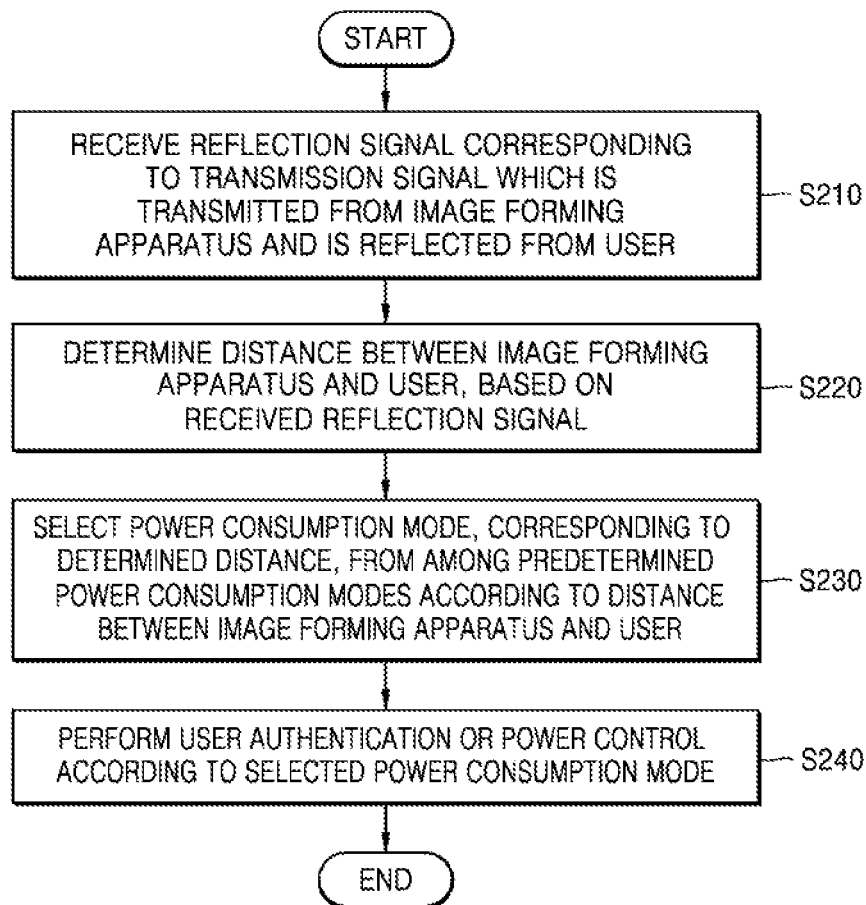 START
RECEIVE REFLECTION SIGNAL CORRESPONDING
TO TRANSMISSION SIGNAL WHICH IS
TRANSMITTED FROM IMAGE FORMING
APPARATUS AND IS REFLECTED FROM USER
S210
DETERMINE DISTANCE BETWEEN IMAGE FORMING
APPARATUS AND USER, BASED ON
RECEIVED REFLECTION SIGNAL
S220
SELECT POWER CONSUMPTION MODE, CORRESPONDING TO
DETERMINED DISTANCE, FROM AMONG PREDETERMINED
POWER CONSUMPTION MODES ACCORDING TO DISTANCE
BETWEEN IMAGE FORMING APPARATUS AND USER
S230
PERFORM USER AUTHENTICATION OR POWER CONTROL
ACCORDING TO SELECTED POWER CONSUMPTION MODE
S240
END